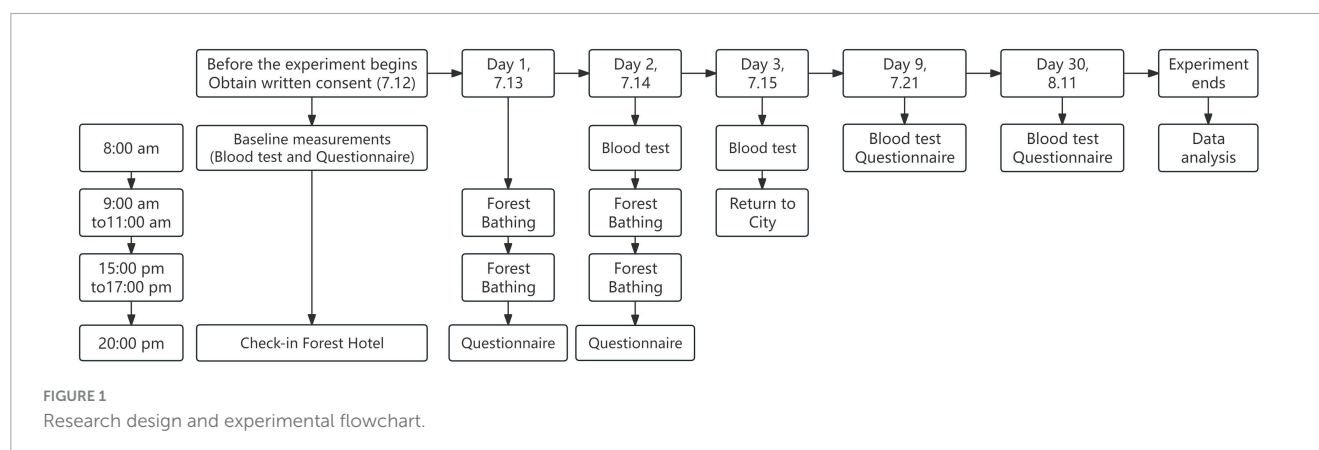 Before the experiment begins
Obtain written consent (7.12)
Day 1,
7.13
Day 2,
7.14
Day 3,
7.15
Day 9,
7.21
Day 30,
8.11
Experiment
ends
8:00 am
Baseline measurements
(Blood test and Questionnaire)
Blood test
Blood test
Blood test
Questionnaire
Blood test
Questionnaire
Data
analysis
9:00 am
to11:00 am
Forest
Bathing
Forest
Bathing
Return to
City
15:00 pm
to17:00 pm
Forest
Bathing
Forest
Bathing
20:00 pm
Check-in Forest Hotel
Questionnaire
Questionnaire
FIGURE 1
Research design and experimental flowchart.